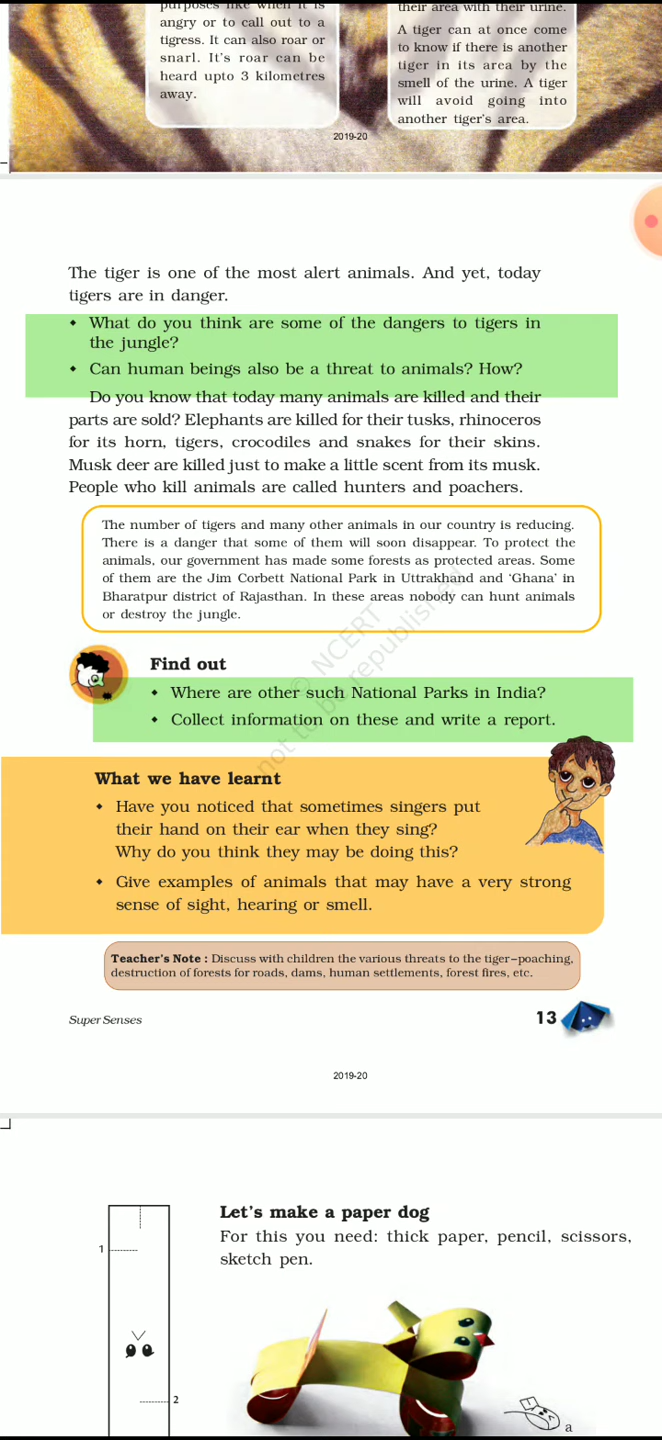 purposes like when it is
angry or to call out to a
tigress. It can also roar or
snarl. It's roar can be
heard upto 3 kilometres
away.
their area with their urine.
A tiger can at once come
to know if there is another
tiger in its area by the
smell of the urine. A tiger
will avoid going into
another tiger's area.
2019-20
The tiger is one of the most alert animals. And yet, today
tigers are in danger.
• What do you think are some of the dangers to tigers in
the jungle?
• Can human beings also be a threat to animals? How?
Do you know that today many animals are killed and their
parts are sold? Elephants are killed for their tusks, rhinoceros
for its horn, tigers, crocodiles and snakes for their skins.
Musk deer are killed just to make a little scent from its musk.
People who kill animals are called hunters and poachers.
The number of tigers and many other animals in our country is reducing.
There is a danger that some of them will soon disappear. To protect the
animals, our government has made some forests as protected areas. Some
of them are the Jim Corbett National Park in Uttrakhand and ‘Ghana’ in
Bharatpur district of Rajasthan. In these areas nobody can hunt animals
or destroy the jungle.
© NCERT
not to be republished
Find out
• Where are other such National Parks in India?
• Collect information on these and write a report.
What we have learnt
• Have you noticed that sometimes singers put
their hand on their ear when they sing?
Why do you think they may be doing this?
• Give examples of animals that may have a very strong
sense of sight, hearing or smell.
Teacher's Note : Discuss with children the various threats to the tiger–poaching,
destruction of forests for roads, dams, human settlements, forest fires, etc.
Super Senses
13
2019-20
Let's make a paper dog
For this you need: thick paper, pencil, scissors,
sketch pen.
1
2
a